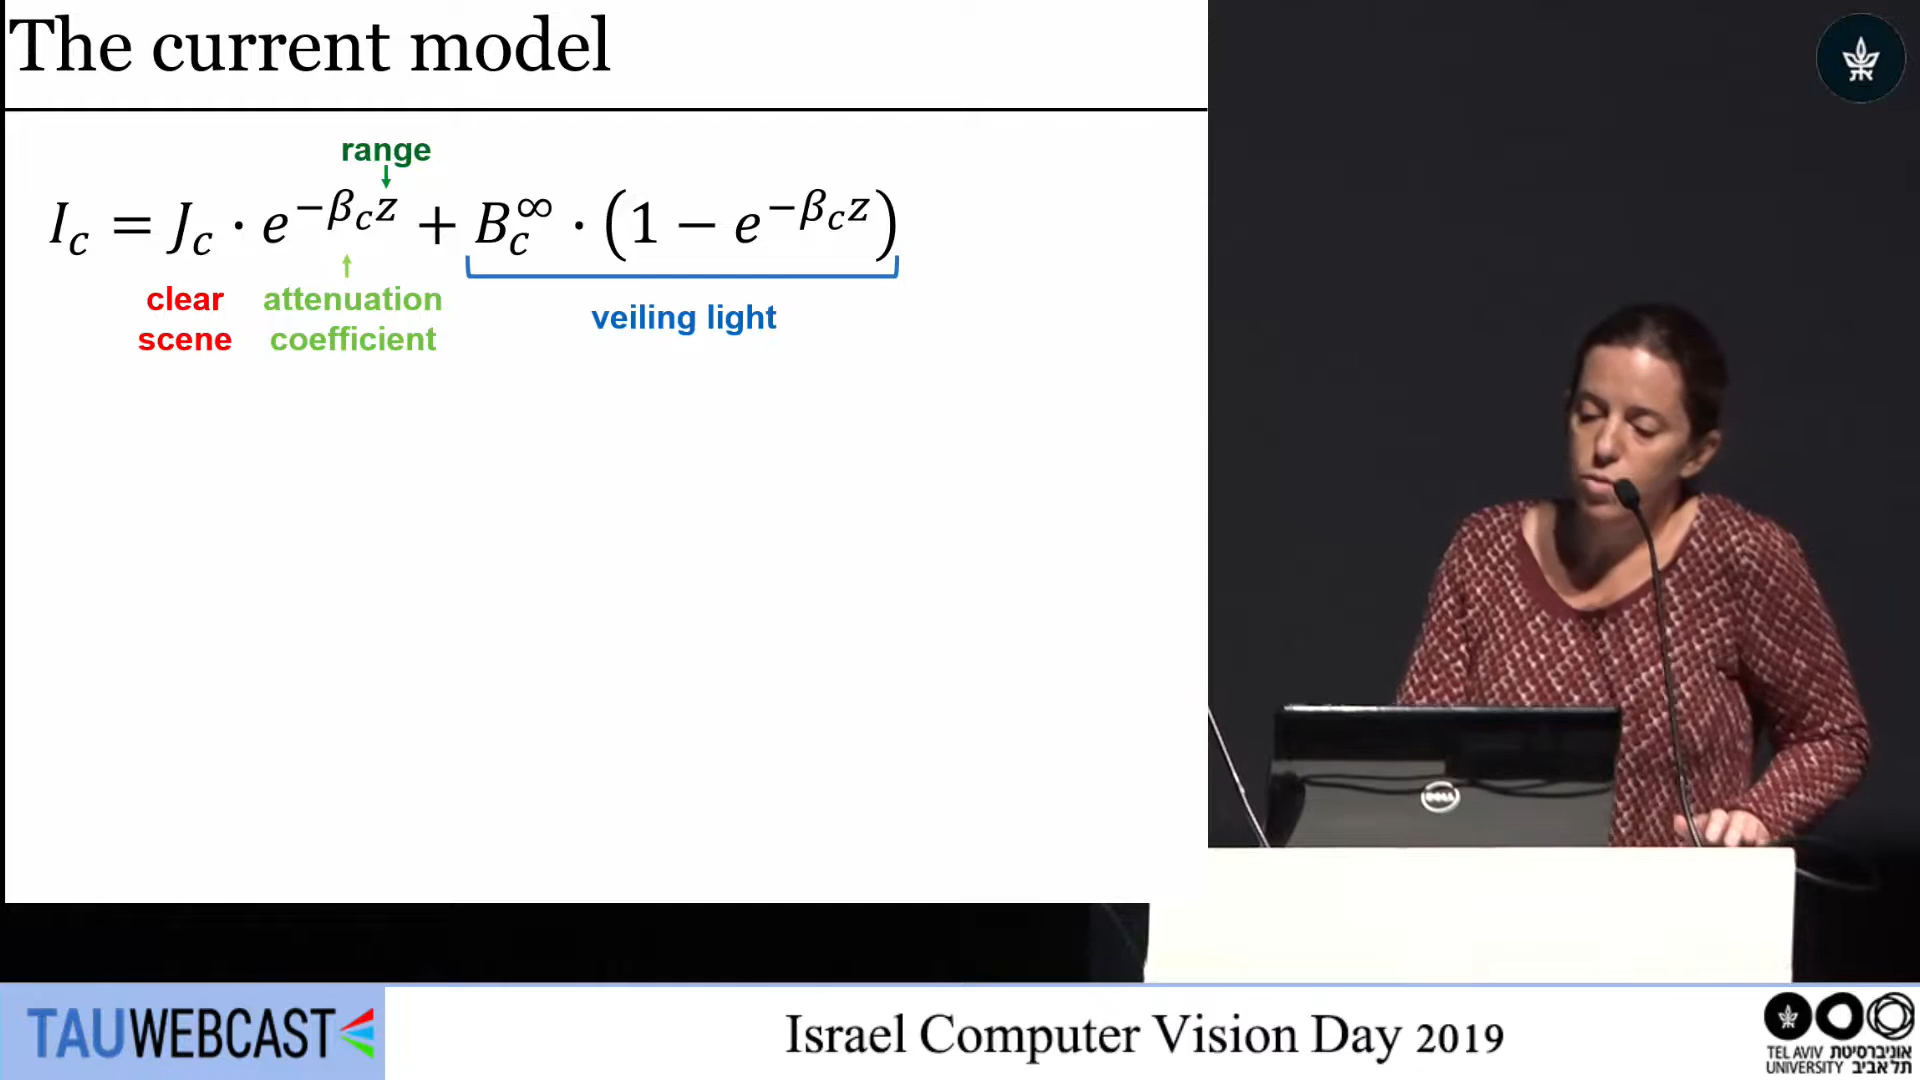 The current model
range
I_c = J_c · e^{-β_c z} + B_c^∞ · (1 − e^{-β_c z})
clear
scene
attenuation
coefficient
veiling light
DELL
TAUWEBCAST
Israel Computer Vision Day 2019
TEL AVIV אוניברסיטת
UNIVERSITY תל אביב